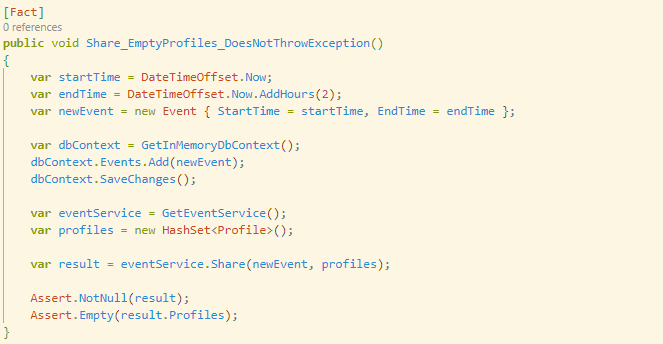 [Fact]
0 references
public void Share_EmptyProfiles_DoesNotThrowException()
{
    var startTime = DateTimeOffset.Now;
    var endTime = DateTimeOffset.Now.AddHours(2);
    var newEvent = new Event { StartTime = startTime, EndTime = endTime };

    var dbContext = GetInMemoryDbContext();
    dbContext.Events.Add(newEvent);
    dbContext.SaveChanges();

    var eventService = GetEventService();
    var profiles = new HashSet<Profile>();

    var result = eventService.Share(newEvent, profiles);

    Assert.NotNull(result);
    Assert.Empty(result.Profiles);
}